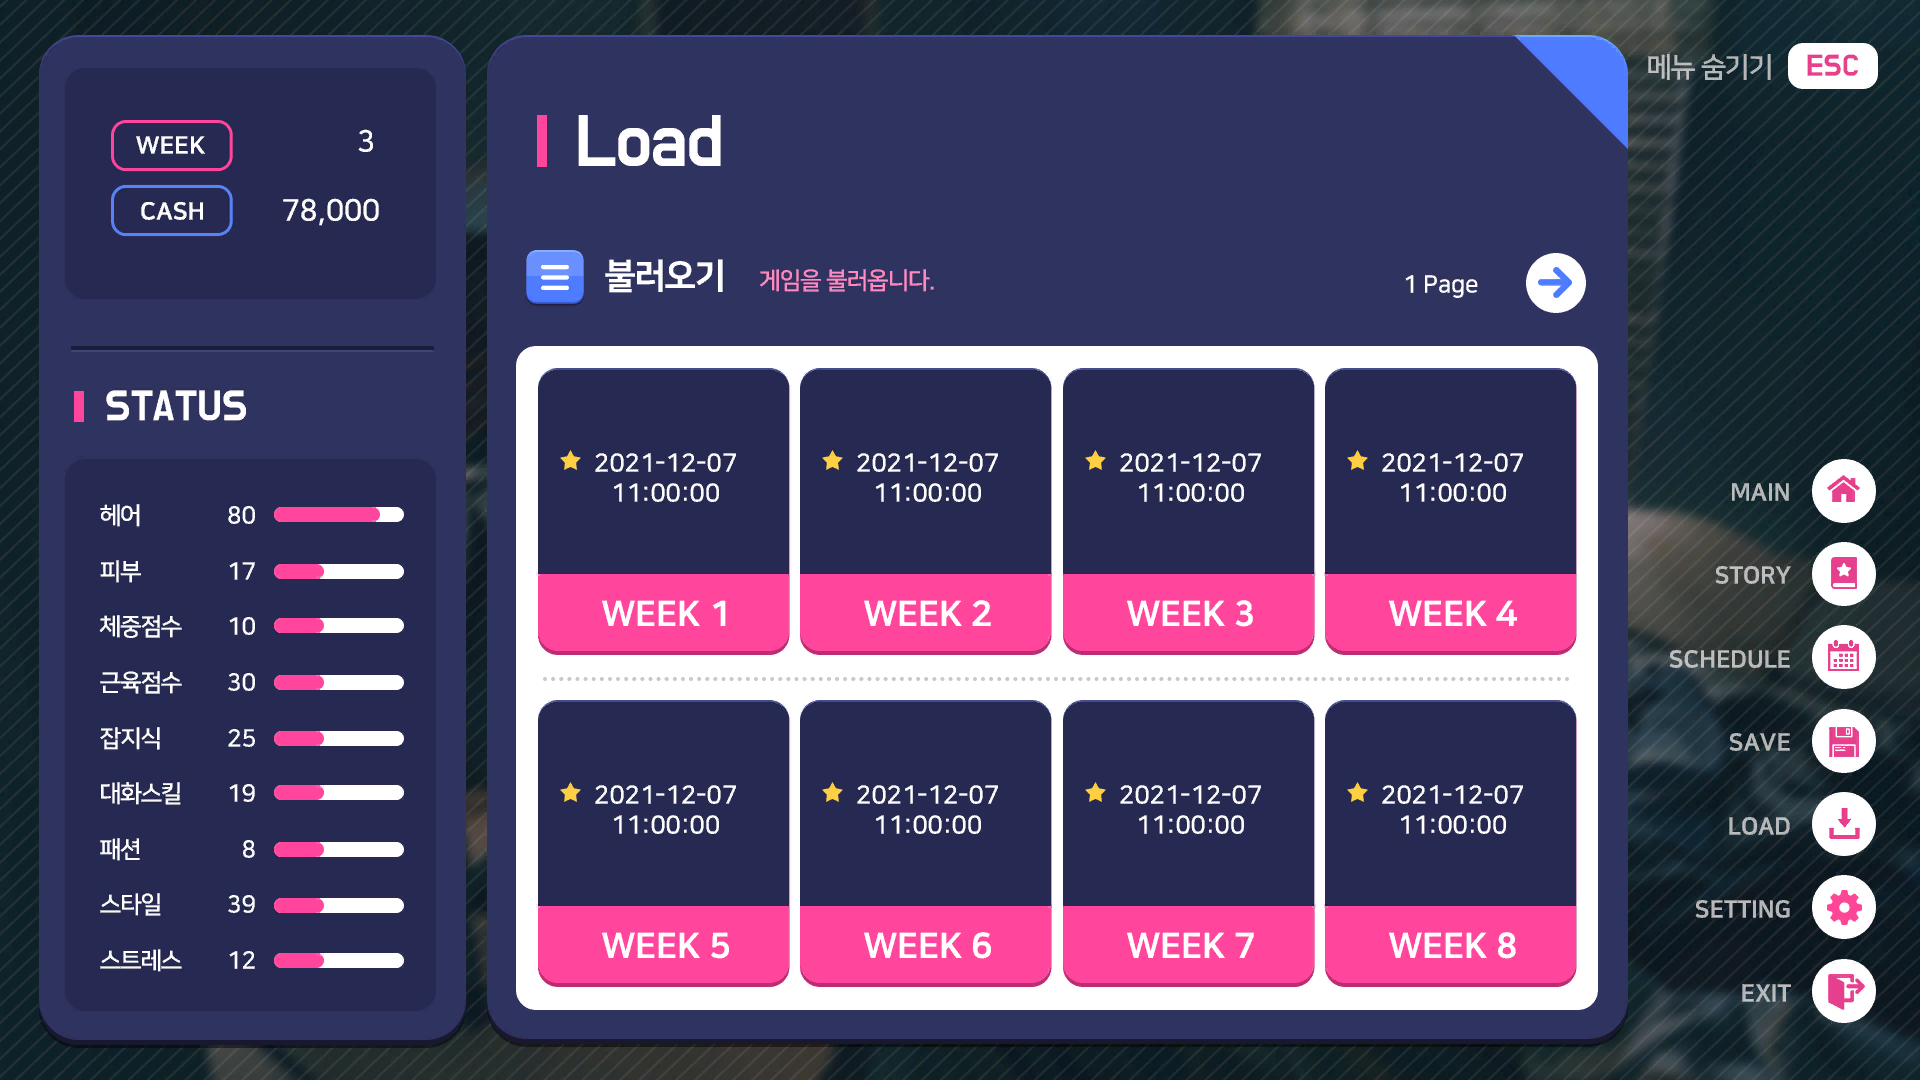 WEEK 3
CASH 78,000
STATUS
헤어 80
피부 17
체중점수 10
근육점수 30
잡지식 25
대화스킬 19
패션 8
스타일 39
스트레스 12
Load
불러오기 게임을 불러옵니다.
1 Page
2021-12-07
11:00:00
WEEK 1
2021-12-07
11:00:00
WEEK 2
2021-12-07
11:00:00
WEEK 3
2021-12-07
11:00:00
WEEK 4
2021-12-07
11:00:00
WEEK 5
2021-12-07
11:00:00
WEEK 6
2021-12-07
11:00:00
WEEK 7
2021-12-07
11:00:00
WEEK 8
메뉴 숨기기 ESC
MAIN
STORY
SCHEDULE
SAVE
LOAD
SETTING
EXIT